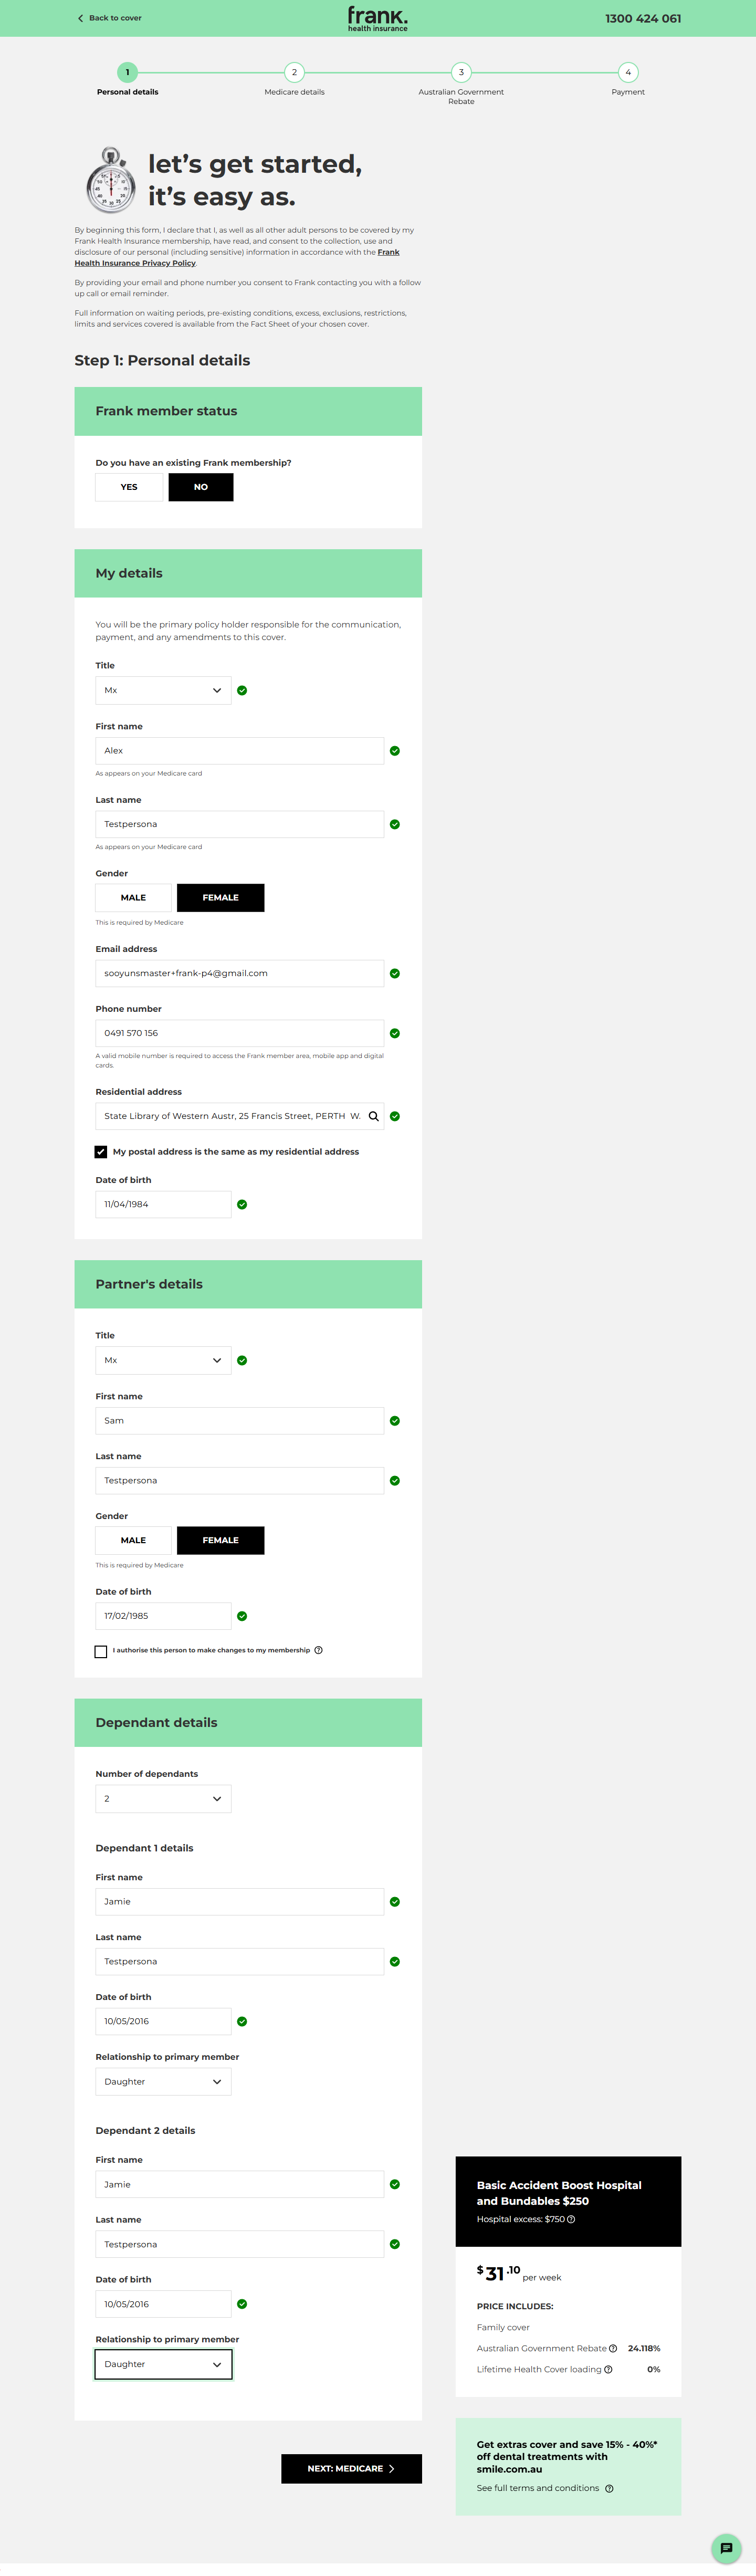 Back to cover
frank.
health insurance
1300 424 061
1
2
3
4
Personal details
Medicare details
Australian Government
Rebate
Payment
let's get started,
it's easy as.
By beginning this form, I declare that I, as well as all other adult persons to be covered by my
Frank Health Insurance membership, have read, and consent to the collection, use and
disclosure of our personal (including sensitive) information in accordance with the Frank
Health Insurance Privacy Policy.
By providing your email and phone number you consent to Frank contacting you with a follow
up call or email reminder.
Full information on waiting periods, pre-existing conditions, excess, exclusions, restrictions,
limits and services covered is available from the Fact Sheet of your chosen cover.
Step 1: Personal details
Frank member status
Do you have an existing Frank membership?
YES
NO
My details
You will be the primary policy holder responsible for the communication,
payment, and any amendments to this cover.
Title
Mx
First name
Alex
As appears on your Medicare card
Last name
Testpersona
As appears on your Medicare card
Gender
MALE
FEMALE
This is required by Medicare
Email address
sooyunsmaster+frank-p4@gmail.com
Phone number
0491 570 156
A valid mobile number is required to access the Frank member area, mobile app and digital
cards.
Residential address
State Library of Western Austr, 25 Francis Street, PERTH W.
My postal address is the same as my residential address
Date of birth
11/04/1984
Partner's details
Title
Mx
First name
Sam
Last name
Testpersona
Gender
MALE
FEMALE
This is required by Medicare
Date of birth
17/02/1985
I authorise this person to make changes to my membership
Dependant details
Number of dependants
2
Dependant 1 details
First name
Jamie
Last name
Testpersona
Date of birth
10/05/2016
Relationship to primary member
Daughter
Dependant 2 details
First name
Jamie
Last name
Testpersona
Date of birth
10/05/2016
Relationship to primary member
Daughter
NEXT: MEDICARE
Basic Accident Boost Hospital
and Bundables $250
Hospital excess: $750
$31.10 per week
PRICE INCLUDES:
Family cover
Australian Government Rebate 24.118%
Lifetime Health Cover loading 0%
Get extras cover and save 15% - 40%*
off dental treatments with
smile.com.au
See full terms and conditions